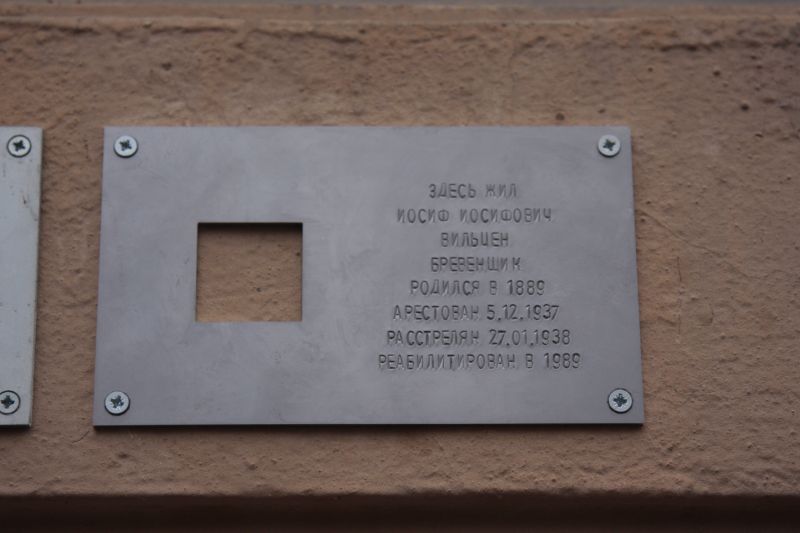 ЗДЕСЬ ЖИЛ
ИОСИФ ИОСИФОВИЧ
ВИЛЬЦЕН
БРЕВЕНЩИК
РОДИЛСЯ В 1889
АРЕСТОВАН 5.12.1937
РАССТРЕЛЯН 27.01.1938
РЕАБИЛИТИРОВАН В 1989